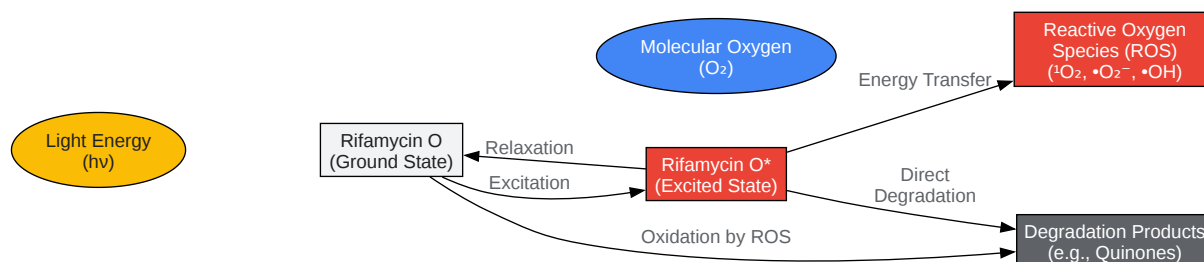 Light Energy
(hν)
Rifamycin O
(Ground State)
Relaxation
Excitation
Oxidation by ROS
Molecular Oxygen
(O₂)
Rifamycin O*
(Excited State)
Energy Transfer
Direct
Degradation
Reactive Oxygen
Species (ROS)
(¹O₂, •O₂⁻, •OH)
Degradation Products
(e.g., Quinones)